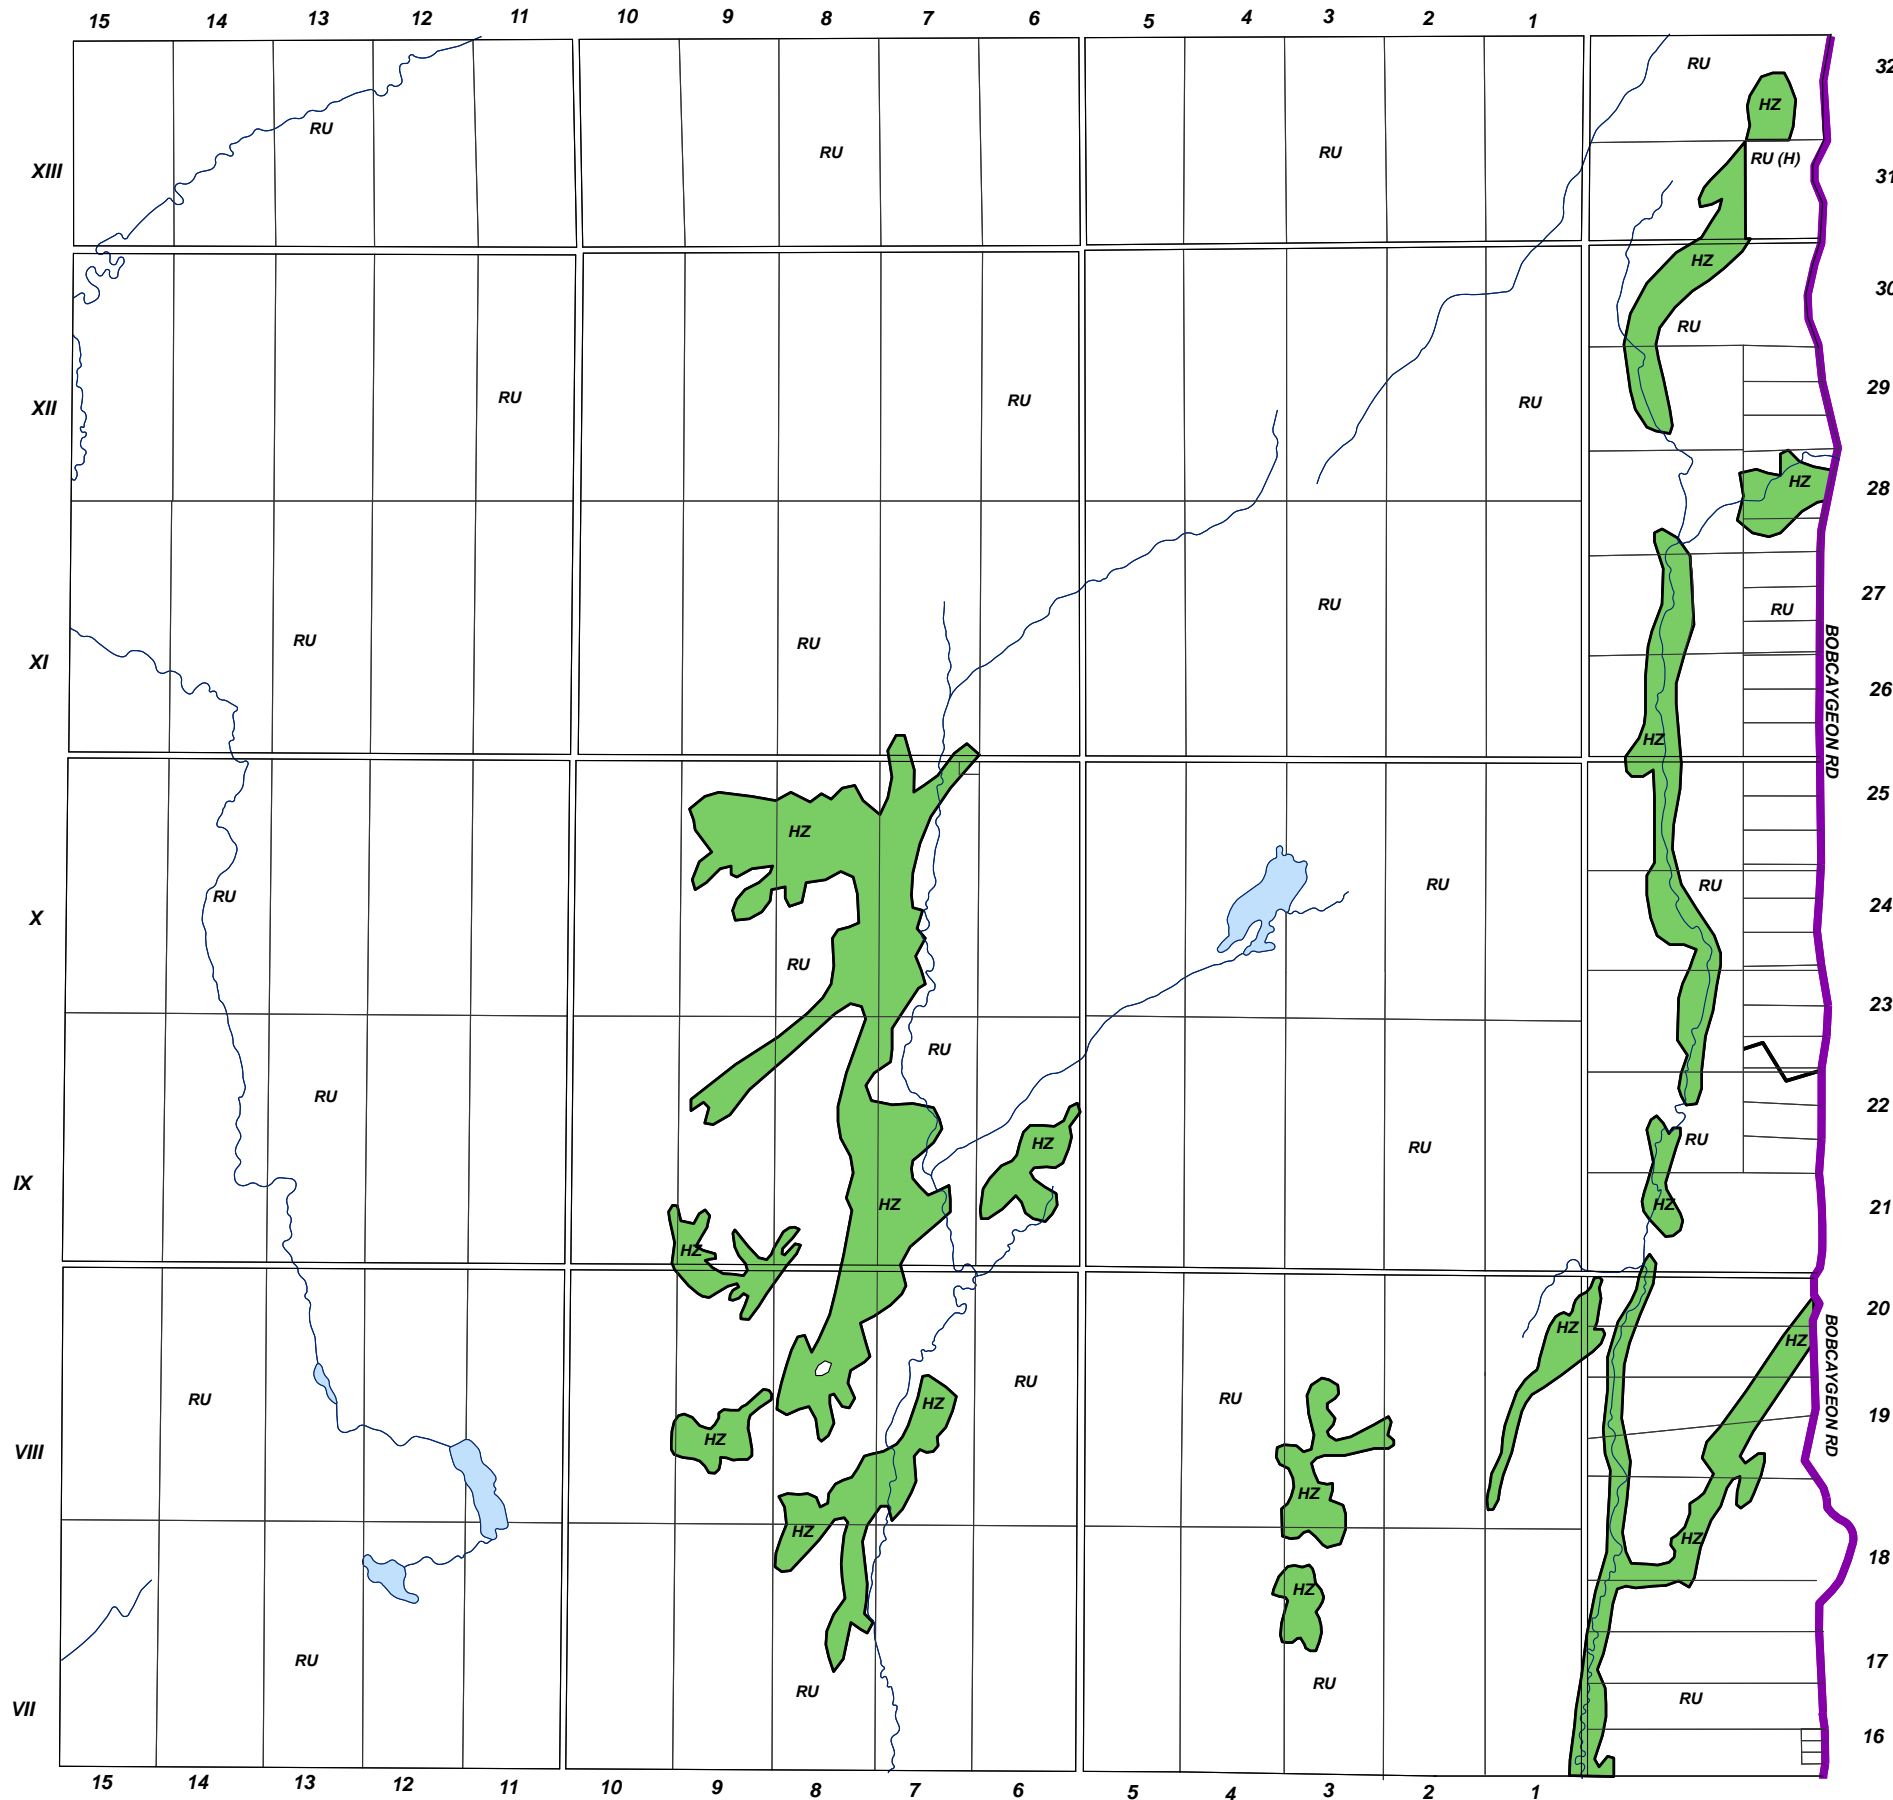 15 14 13 12 11 10 9 8 7 6 5 4 3 2 1
RU 32
HZ
RU
XIII RU RU RU (H) 31
HZ 30
RU
XII RU RU RU 29
HZ 28
27
RU RU RU RU
XI 26
HZ
BOBCAYGEON RD
25
HZ
RU RU RU
X 24
RU
23
RU
RU 22
HZ RU RU
IX HZ HZ 21
HZ
20
HZ HZ
BOBCAYGEON RD
RU RU RU
HZ 19
VIII HZ
HZ
HZ HZ 18
HZ
RU 17
VII RU RU RU
16
15 14 13 12 11 10 9 8 7 6 5 4 3 2 1